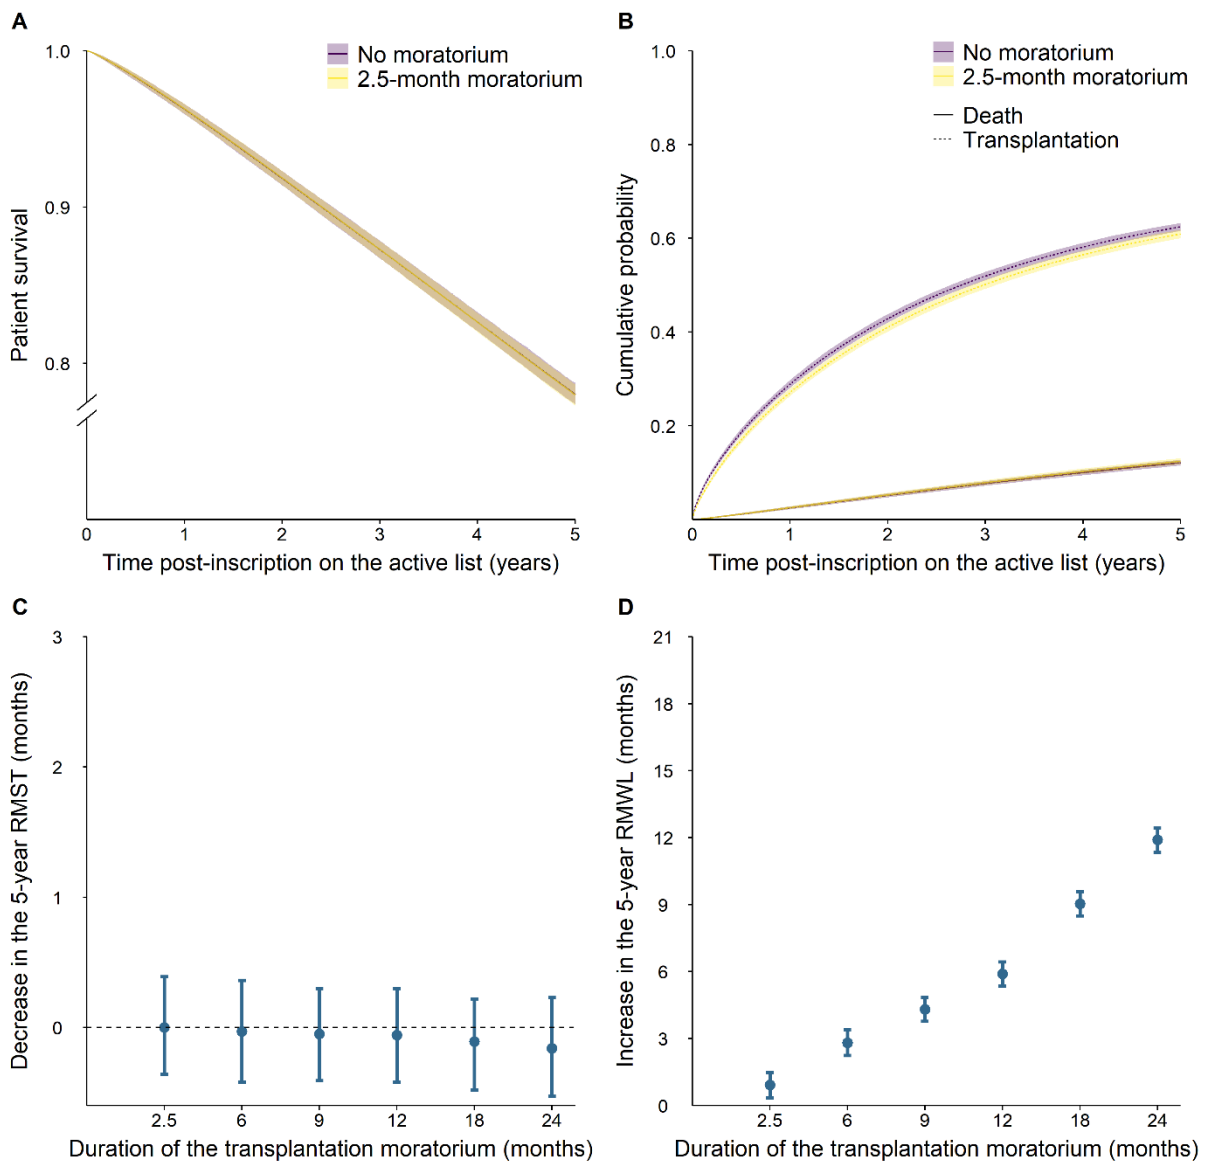 A
No moratorium
2.5-month moratorium
1.0
0.9
0.8
Patient survival
0 1 2 3 4 5
Time post-inscription on the active list (years)
B
No moratorium
2.5-month moratorium
Death
Transplantation
1.0
0.8
0.6
0.4
0.2
Cumulative probability
0 1 2 3 4 5
Time post-inscription on the active list (years)
C
3
2
1
0
Decrease in the 5-year RMST (months)
2.5 6 9 12 18 24
Duration of the transplantation moratorium (months)
D
21
18
15
12
9
6
3
0
Increase in the 5-year RMWL (months)
2.5 6 9 12 18 24
Duration of the transplantation moratorium (months)